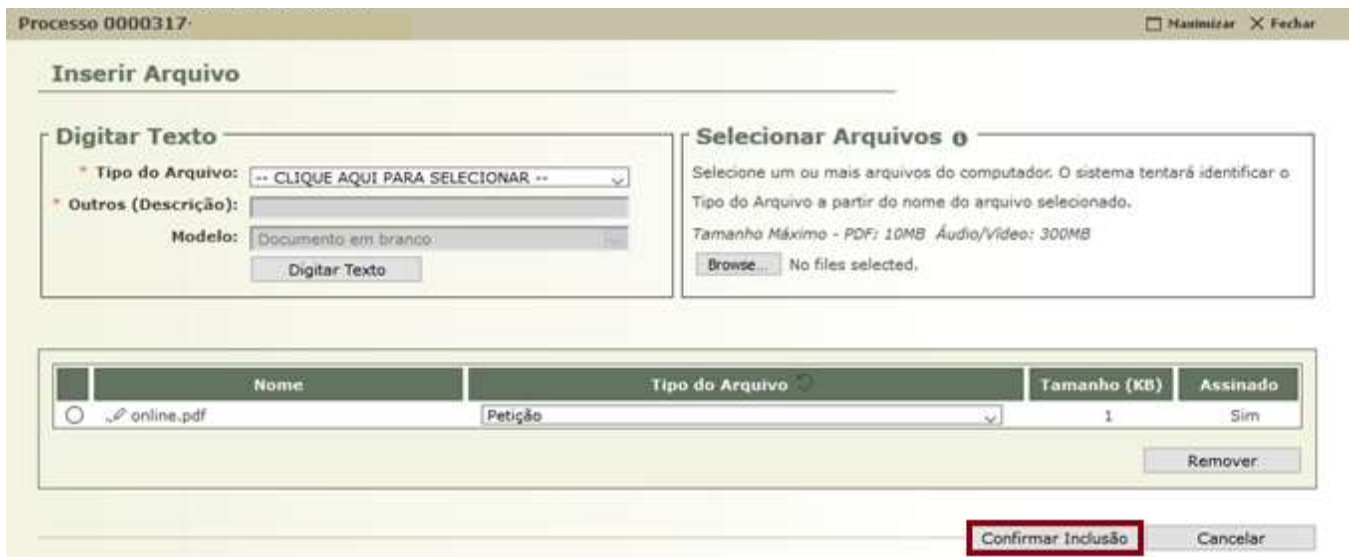 Processo 0000317-
Maximizar Fechar
Inserir Arquivo
Digitar Texto
* Tipo do Arquivo: -- CLIQUE AQUI PARA SELECIONAR --
* Outros (Descrição):
Modelo: Documento em branco
Digitar Texto
Selecionar Arquivos
Selecione um ou mais arquivos do computador. O sistema tentará identificar o
Tipo do Arquivo a partir do nome do arquivo selecionado.
Tamanho Máximo - PDF: 10MB Áudio/Vídeo: 300MB
Browse... No files selected.
Nome Tipo do Arquivo Tamanho (KB) Assinado
online.pdf Petição 1 Sim
Remover
Confirmar Inclusão Cancelar